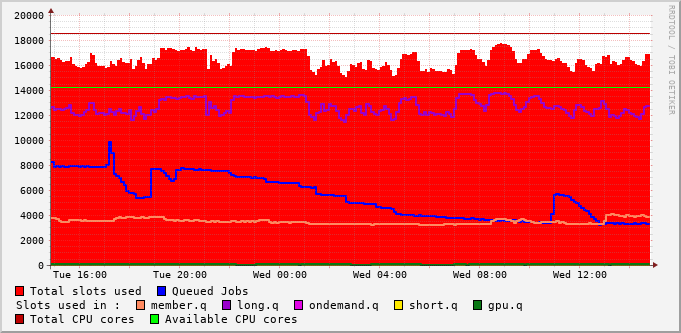 20000
18000
16000
14000
12000
10000
8000
6000
4000
2000
0
Tue 16:00 Tue 20:00 Wed 00:00 Wed 04:00 Wed 08:00 Wed 12:00
Total slots used Queued Jobs
Slots used in : member.q long.q ondemand.q short.q gpu.q
Total CPU cores Available CPU cores
RRDTOOL / TOBI OETIKER